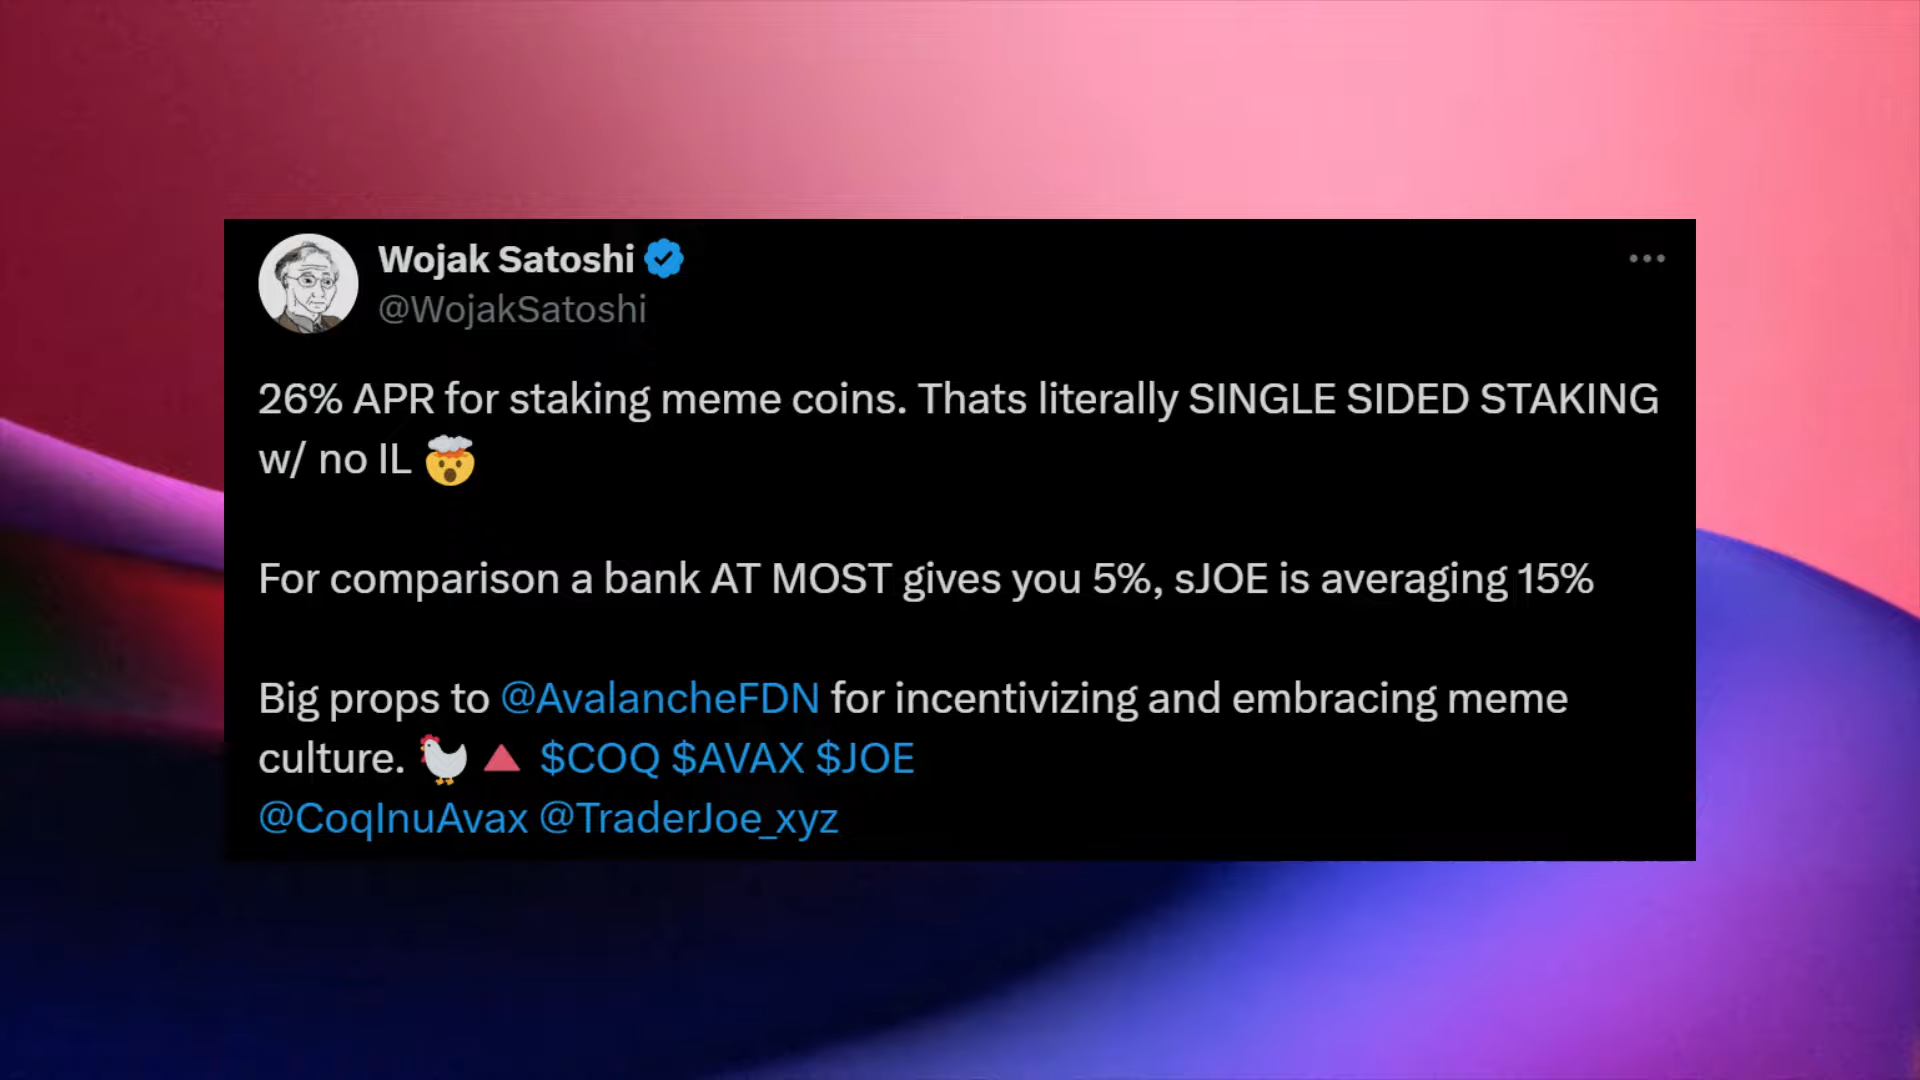 Wojak Satoshi
@WojakSatoshi
26% APR for staking meme coins. Thats literally SINGLE SIDED STAKING
w/ no IL 🤯
For comparison a bank AT MOST gives you 5%, sJOE is averaging 15%
Big props to @AvalancheFDN for incentivizing and embracing meme
culture. 🐓🔺 $COQ $AVAX $JOE
@CoqInuAvax @TraderJoe_xyz